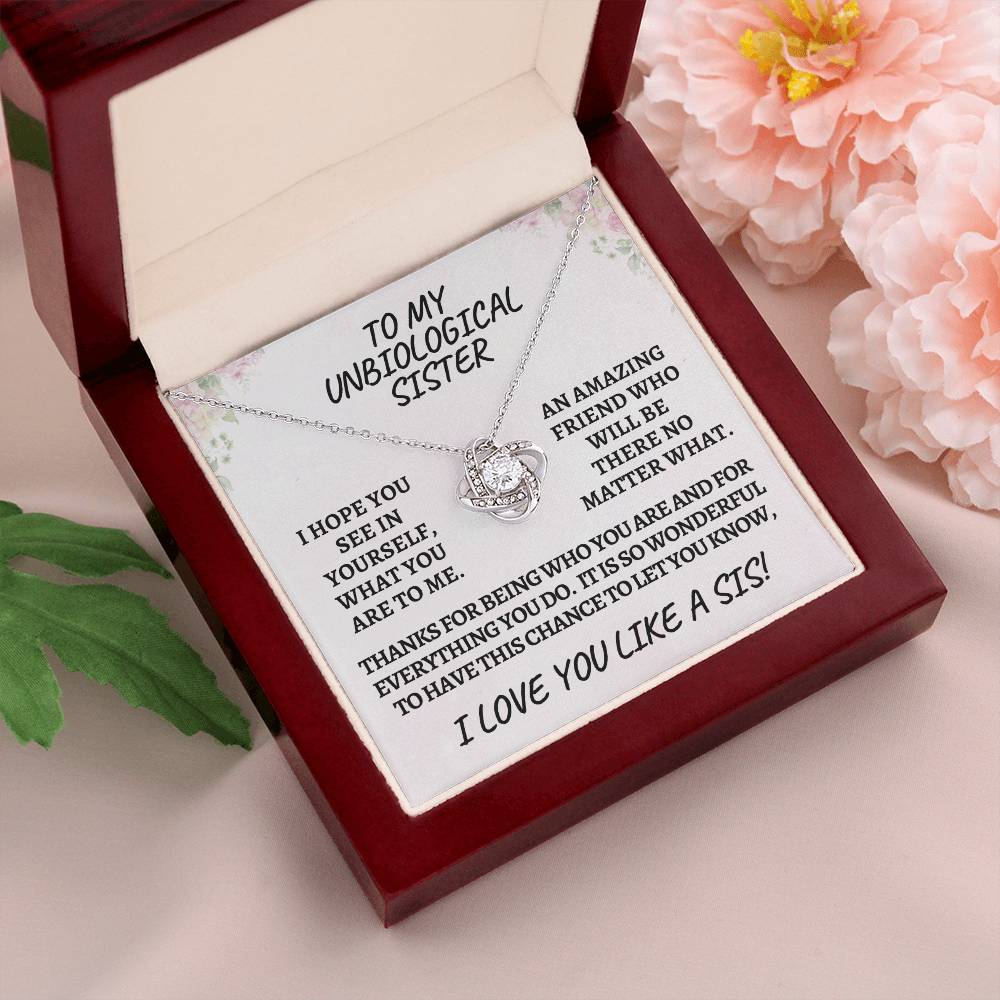 TO MY
UNBIOLOGICAL
SISTER
I HOPE YOU
SEE IN
YOURSELF,
WHAT YOU
ARE TO ME.
AN AMAZING
FRIEND WHO
WILL BE
THERE NO
MATTER WHAT.
THANKS FOR BEING WHO YOU ARE AND FOR
EVERYTHING YOU DO. IT IS SO WONDERFUL
TO HAVE THIS CHANCE TO LET YOU KNOW,
I LOVE YOU LIKE A SIS!